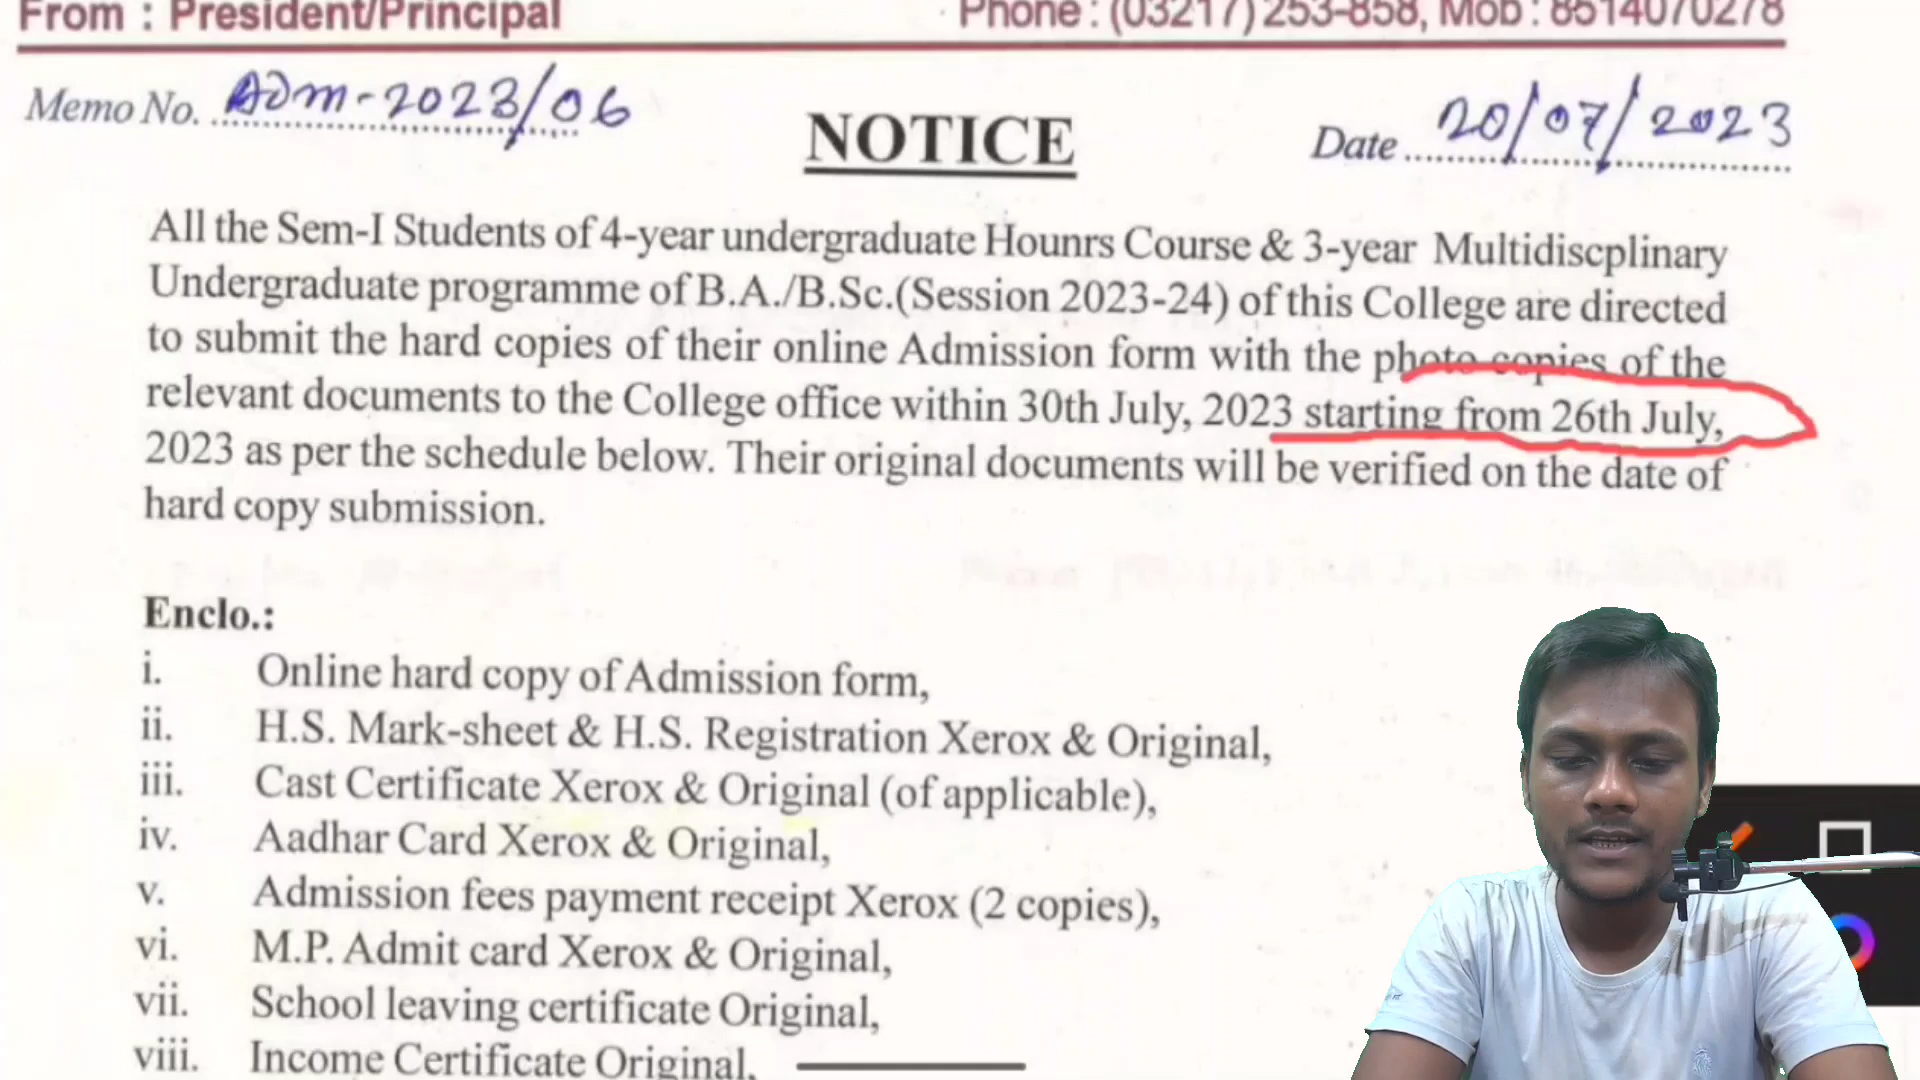 From : President/Principal Phone : (03217) 253-858, Mob : 8514070278
Memo No. ADM-2023/06
NOTICE
Date 20/07/2023
All the Sem-I Students of 4-year undergraduate Hounrs Course & 3-year Multidiscplinary
Undergraduate programme of B.A./B.Sc.(Session 2023-24) of this College are directed
to submit the hard copies of their online Admission form with the photo copies of the
relevant documents to the College office within 30th July, 2023 starting from 26th July,
2023 as per the schedule below. Their original documents will be verified on the date of
hard copy submission.
Enclo.:
i. Online hard copy of Admission form,
ii. H.S. Mark-sheet & H.S. Registration Xerox & Original,
iii. Cast Certificate Xerox & Original (of applicable),
iv. Aadhar Card Xerox & Original,
v. Admission fees payment receipt Xerox (2 copies),
vi. M.P. Admit card Xerox & Original,
vii. School leaving certificate Original,
viii. Income Certificate Original,